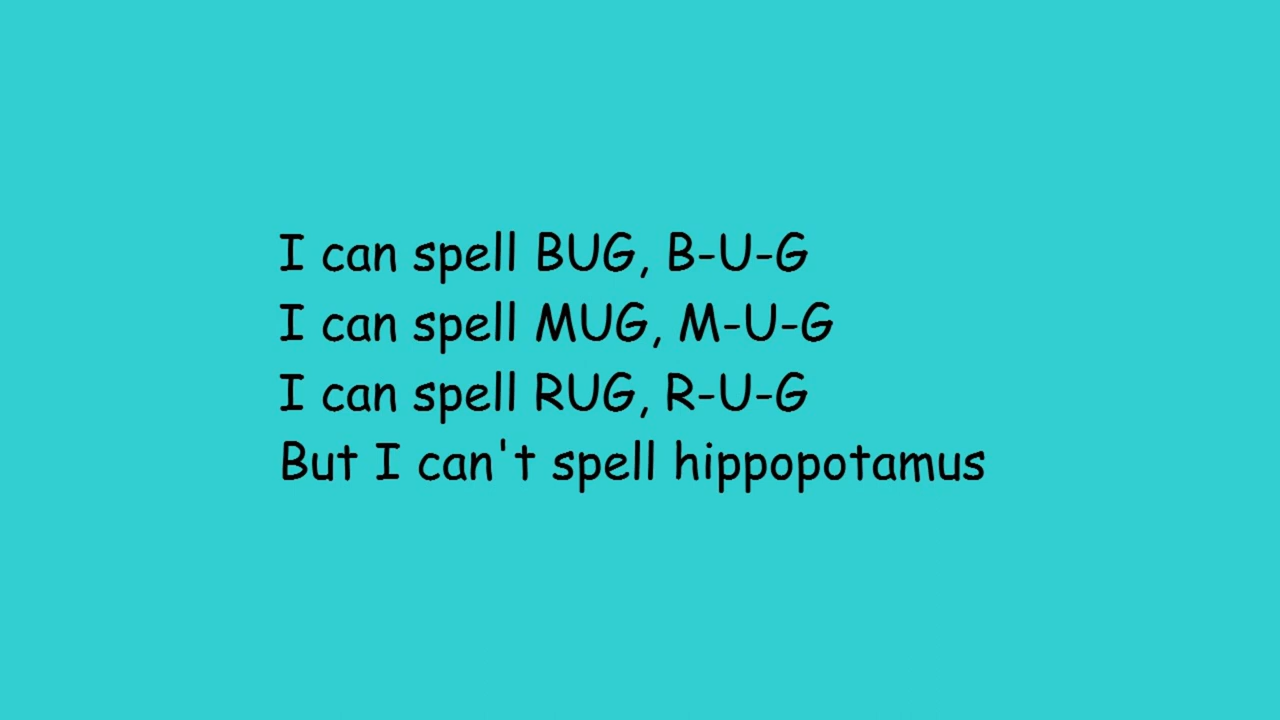 I can spell BUG, B-U-G
I can spell MUG, M-U-G
I can spell RUG, R-U-G
But I can't spell hippopotamus